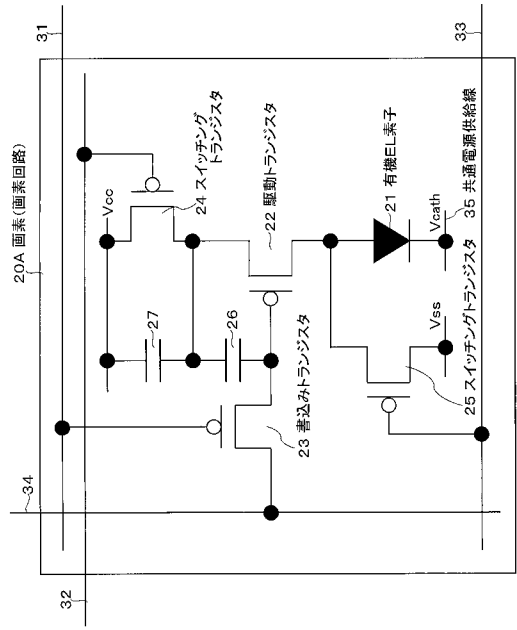 20A 画素(画素回路)
31
32
33
34
Vcc
27
26
24 スイッチング
トランジスタ
22 駆動トランジスタ
23 書込みトランジスタ
21 有機EL素子
Vcath
35 共通電源供給線
Vss
25 スイッチングトランジスタ